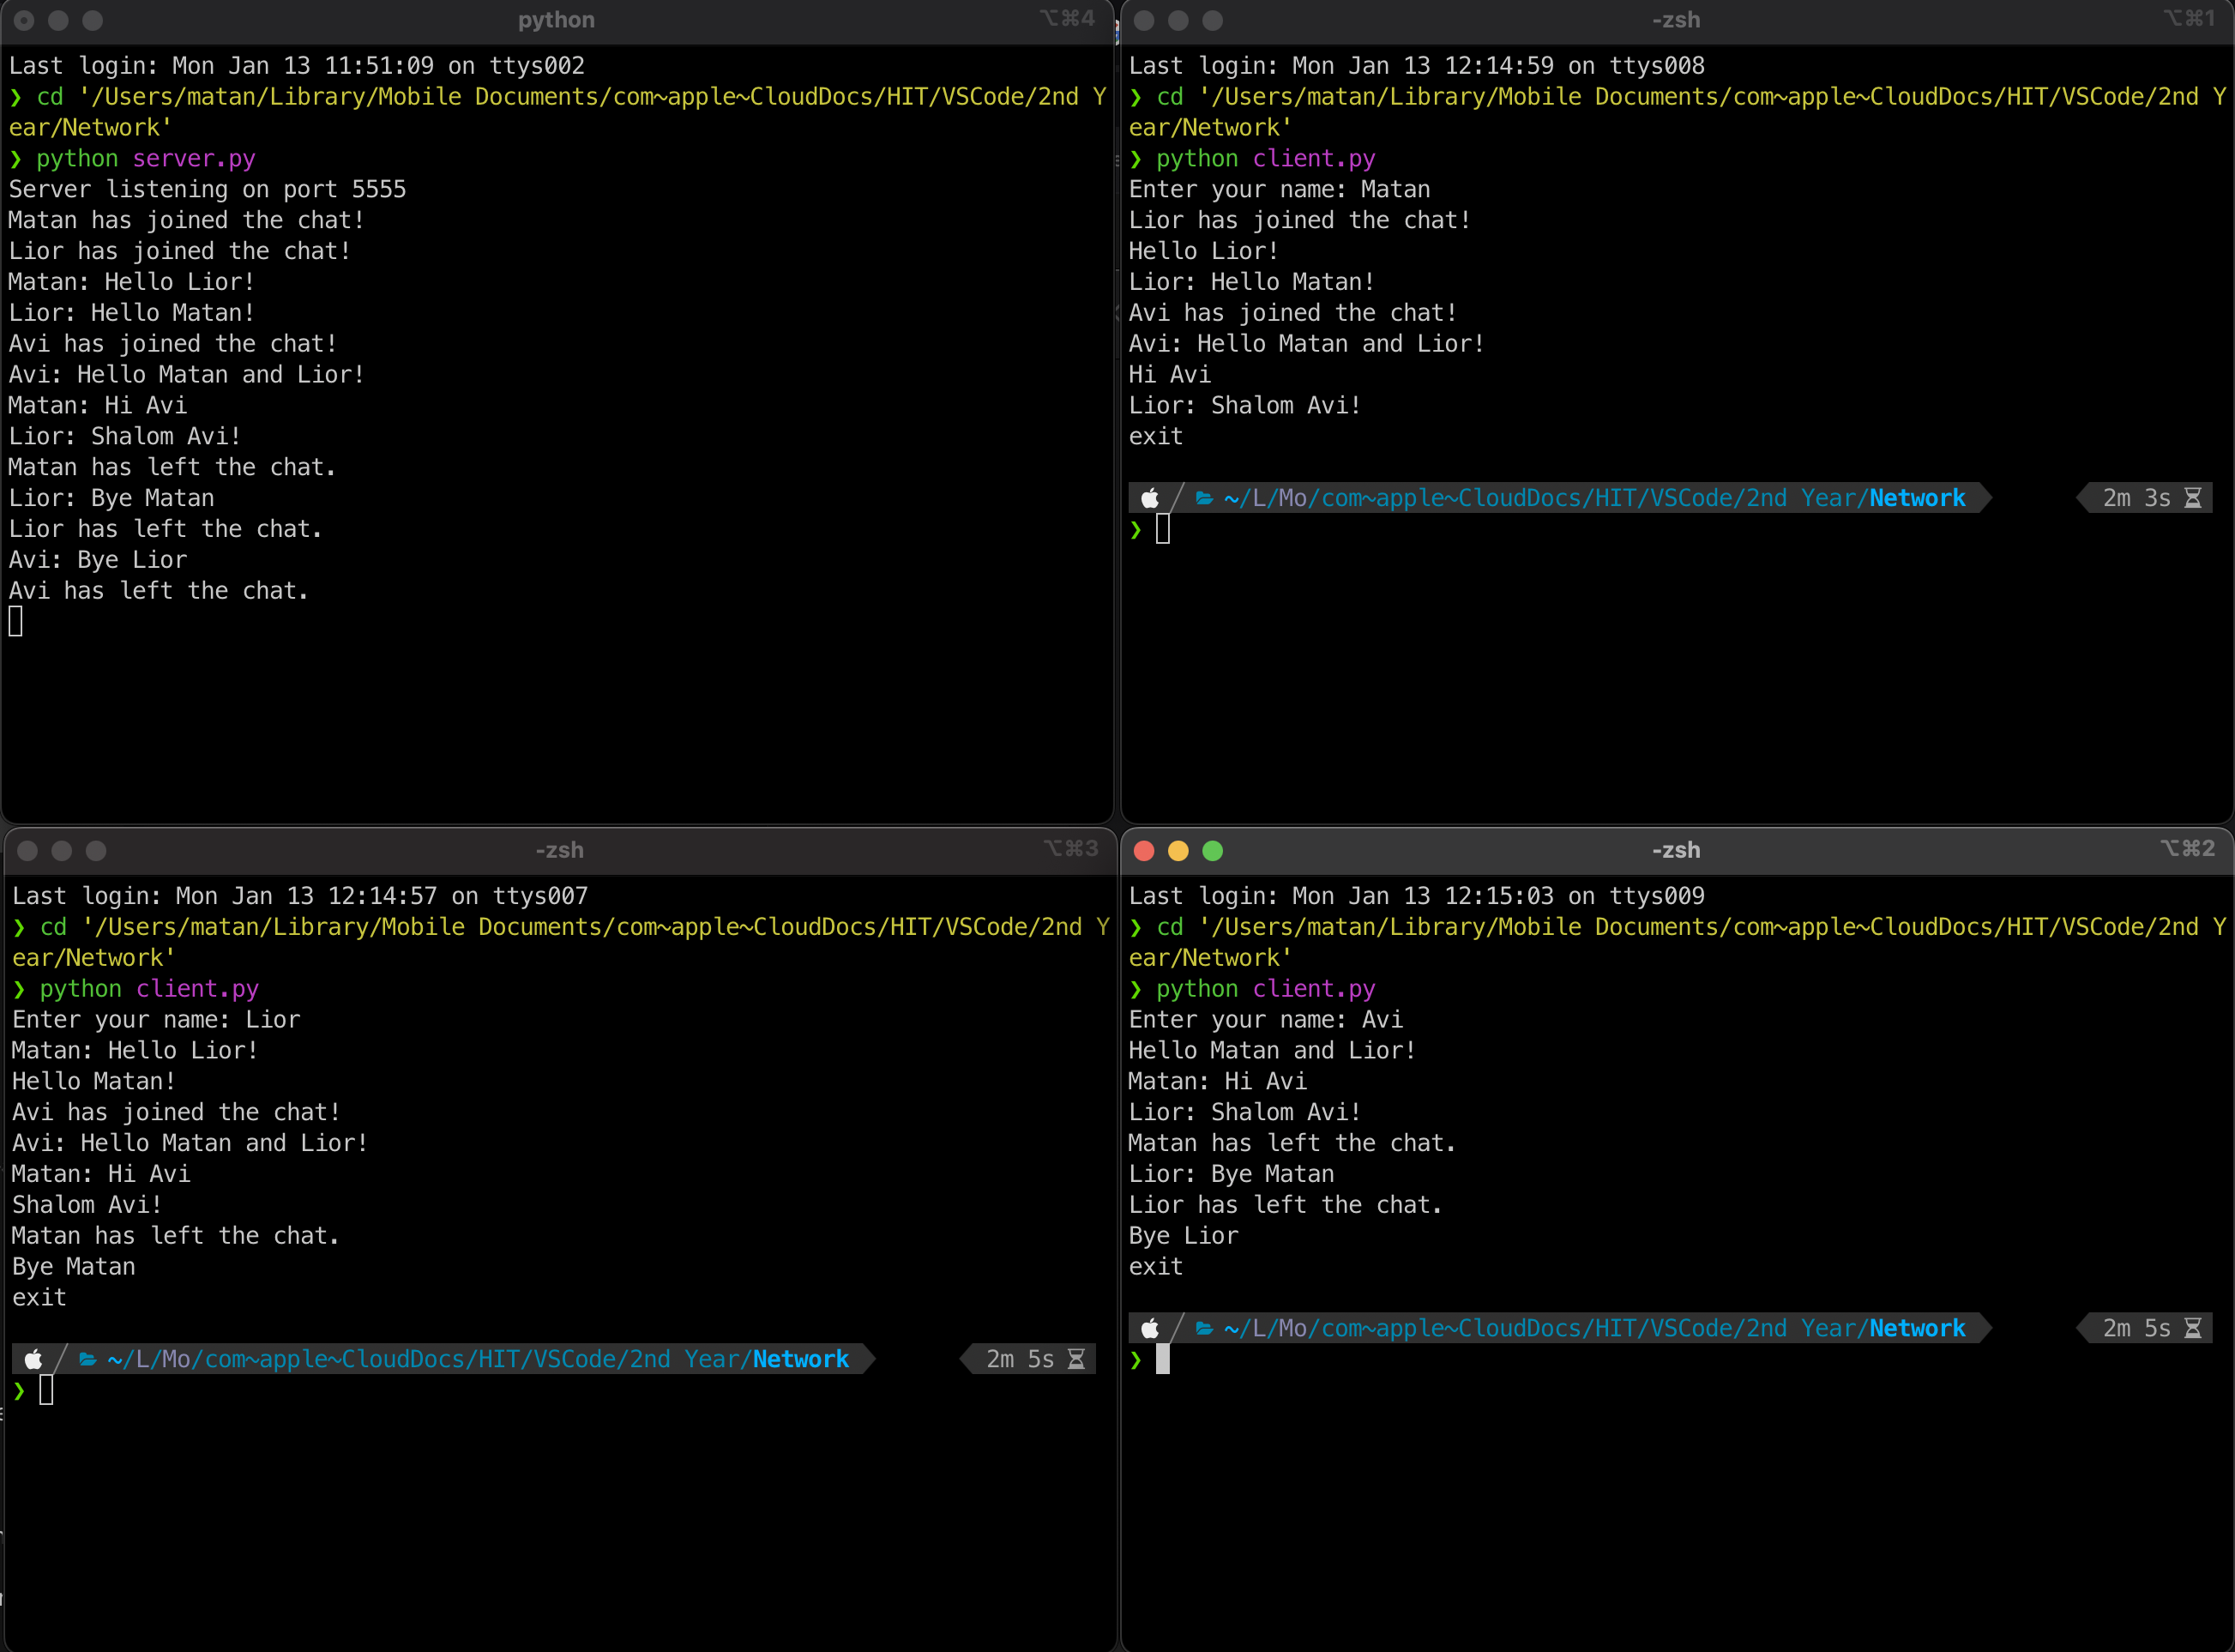 python
⌥⌘4
Last login: Mon Jan 13 11:51:09 on ttys002
❯ cd '/Users/matan/Library/Mobile Documents/com~apple~CloudDocs/HIT/VSCode/2nd Y
ear/Network'
❯ python server.py
Server listening on port 5555
Matan has joined the chat!
Lior has joined the chat!
Matan: Hello Lior!
Lior: Hello Matan!
Avi has joined the chat!
Avi: Hello Matan and Lior!
Matan: Hi Avi
Lior: Shalom Avi!
Matan has left the chat.
Lior: Bye Matan
Lior has left the chat.
Avi: Bye Lior
Avi has left the chat.
-zsh
⌥⌘1
Last login: Mon Jan 13 12:14:59 on ttys008
❯ cd '/Users/matan/Library/Mobile Documents/com~apple~CloudDocs/HIT/VSCode/2nd Y
ear/Network'
❯ python client.py
Enter your name: Matan
Lior has joined the chat!
Hello Lior!
Lior: Hello Matan!
Avi has joined the chat!
Avi: Hello Matan and Lior!
Hi Avi
Lior: Shalom Avi!
exit
~/L/Mo/com~apple~CloudDocs/HIT/VSCode/2nd Year/Network 2m 3s
❯
-zsh
⌥⌘3
Last login: Mon Jan 13 12:14:57 on ttys007
❯ cd '/Users/matan/Library/Mobile Documents/com~apple~CloudDocs/HIT/VSCode/2nd Y
ear/Network'
❯ python client.py
Enter your name: Lior
Matan: Hello Lior!
Hello Matan!
Avi has joined the chat!
Avi: Hello Matan and Lior!
Matan: Hi Avi
Shalom Avi!
Matan has left the chat.
Bye Matan
exit
~/L/Mo/com~apple~CloudDocs/HIT/VSCode/2nd Year/Network 2m 5s
❯
-zsh
⌥⌘2
Last login: Mon Jan 13 12:15:03 on ttys009
❯ cd '/Users/matan/Library/Mobile Documents/com~apple~CloudDocs/HIT/VSCode/2nd Y
ear/Network'
❯ python client.py
Enter your name: Avi
Hello Matan and Lior!
Matan: Hi Avi
Lior: Shalom Avi!
Matan has left the chat.
Lior: Bye Matan
Lior has left the chat.
Bye Lior
exit
~/L/Mo/com~apple~CloudDocs/HIT/VSCode/2nd Year/Network 2m 5s
❯